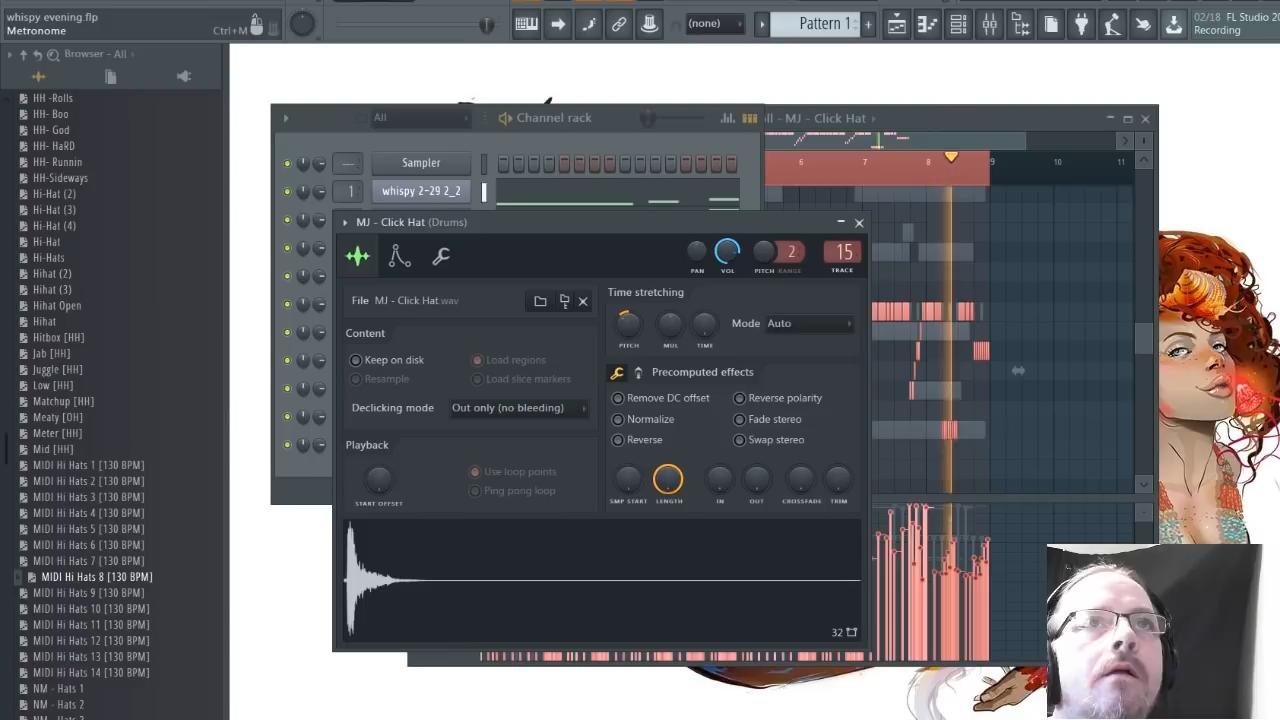 whispy evening.flp
Metronome
Ctrl+M
(none)
Pattern 1
02/18 FL Studio 20
Recording
Browser - All
HH -Rolls
HH- Boo
HH- God
HH- HaRD
HH- Runnin
HH-Sideways
Hi-Hat (2)
Hi-Hat (3)
Hi-Hat (4)
Hi-Hat
Hi-Hats
Hihat (2)
Hihat (3)
Hihat Open
Hihat
Hitbox [HH]
Jab [HH]
Juggle [HH]
Low [HH]
Matchup [HH]
Meaty [OH]
Meter [HH]
Mid [HH]
MIDI Hi Hats 1 [130 BPM]
MIDI Hi Hats 2 [130 BPM]
MIDI Hi Hats 3 [130 BPM]
MIDI Hi Hats 4 [130 BPM]
MIDI Hi Hats 5 [130 BPM]
MIDI Hi Hats 6 [130 BPM]
MIDI Hi Hats 7 [130 BPM]
MIDI Hi Hats 8 [130 BPM]
MIDI Hi Hats 9 [130 BPM]
MIDI Hi Hats 10 [130 BPM]
MIDI Hi Hats 11 [130 BPM]
MIDI Hi Hats 12 [130 BPM]
MIDI Hi Hats 13 [130 BPM]
MIDI Hi Hats 14 [130 BPM]
NM - Hats 1
NM - Hats 2
All
Channel rack
Sampler
1 whispy 2-29 2_2
oll - MJ - Click Hat
6 7 8 9 10 11
MJ - Click Hat (Drums)
PAN VOL PITCH RANGE 2
15 TRACK
File MJ - Click Hat.wav
Content
Keep on disk
Load regions
Resample
Load slice markers
Declicking mode Out only (no bleeding)
Playback
START OFFSET
Use loop points
Ping pong loop
Time stretching
PITCH MUL TIME
Mode Auto
Precomputed effects
Remove DC offset
Reverse polarity
Normalize
Fade stereo
Reverse
Swap stereo
SMP START LENGTH IN OUT CROSSFADE TRIM
32